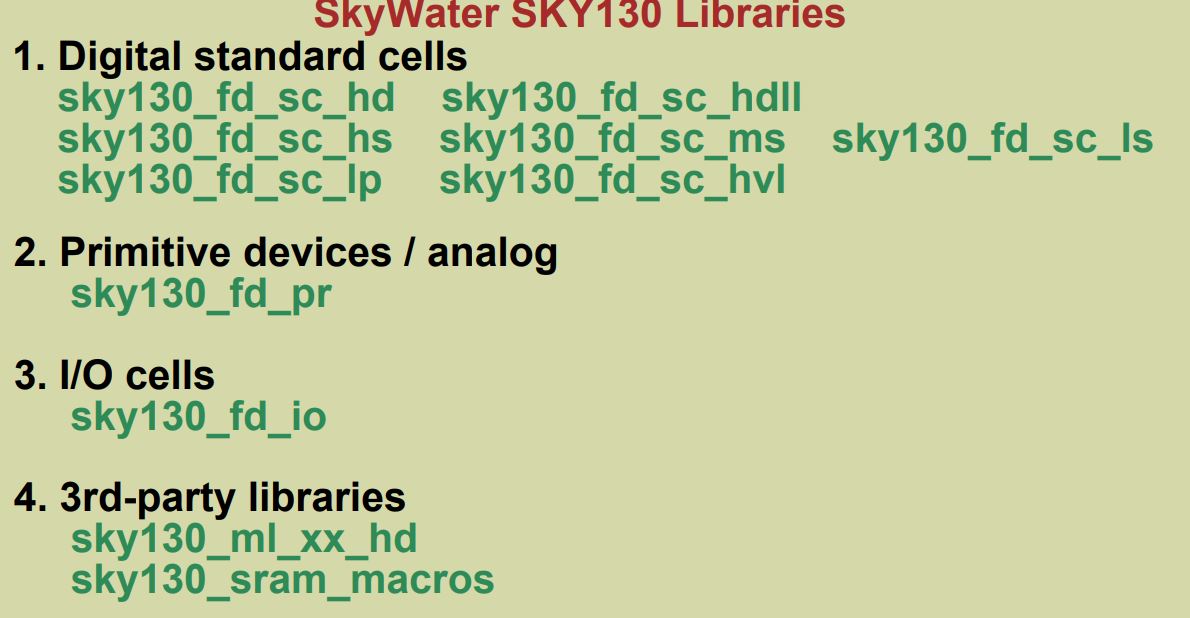 SkyWater SKY130 Libraries
1. Digital standard cells
sky130_fd_sc_hd sky130_fd_sc_hdll
sky130_fd_sc_hs sky130_fd_sc_ms sky130_fd_sc_ls
sky130_fd_sc_lp sky130_fd_sc_hvl
2. Primitive devices / analog
sky130_fd_pr
3. I/O cells
sky130_fd_io
4. 3rd-party libraries
sky130_ml_xx_hd
sky130_sram_macros